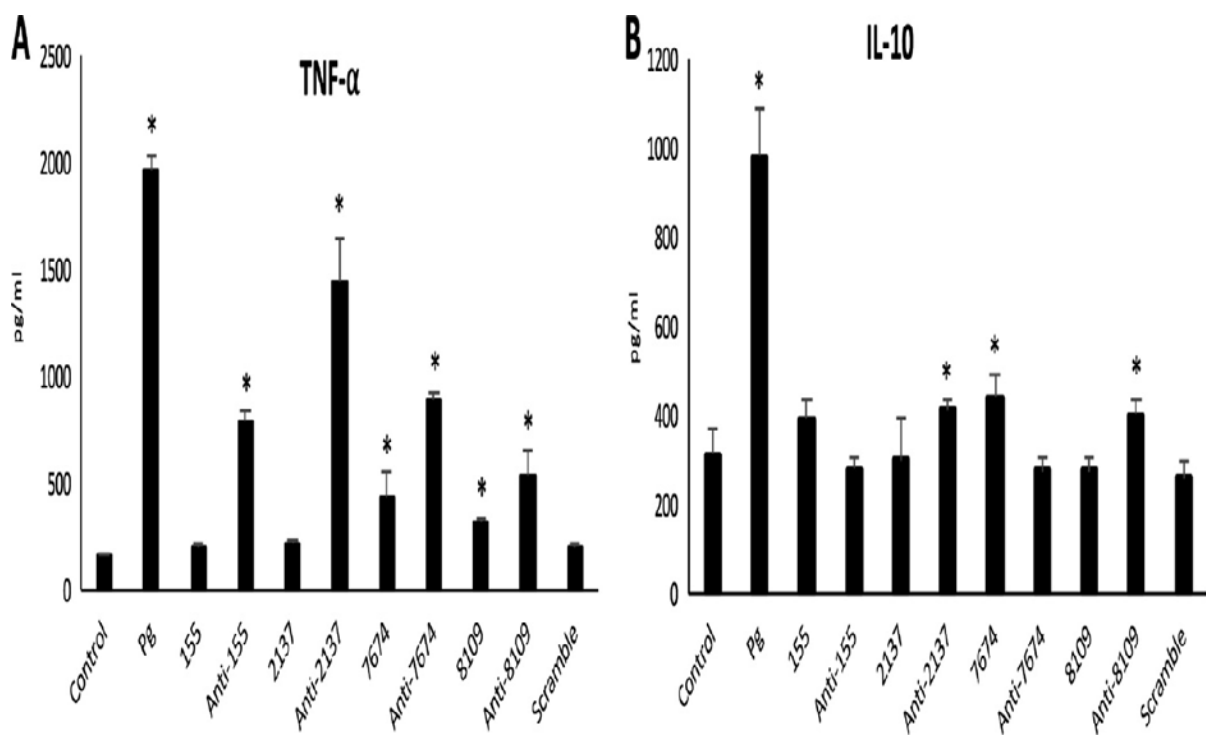 A
TNF-α
2500
2000
1500
1000
500
0
pg/ml
*
*
*
*
*
*
*
Control
Pg
155
Anti-155
2137
Anti-2137
7674
Anti-7674
8109
Anti-8109
Scramble
B
IL-10
1200
1000
800
600
400
200
0
pg/ml
*
*
*
*
Control
Pg
155
Anti-155
2137
Anti-2137
7674
Anti-7674
8109
Anti-8109
Scramble